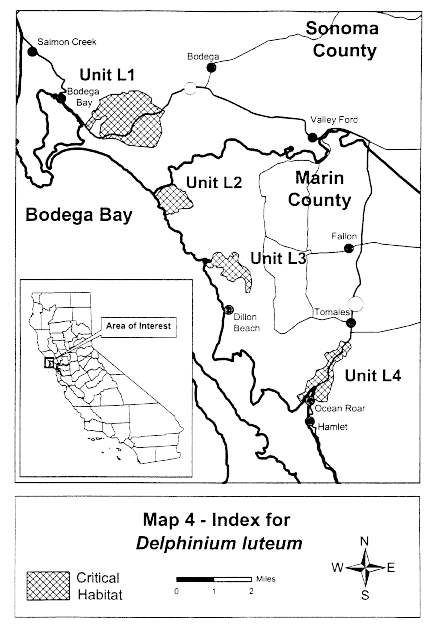 Sonoma
County
Salmon Creek
Bodega
Unit L1
Bodega
Bay
Valley Ford
Unit L2
Marin
County
Bodega Bay
Fallon
Unit L3
Dillon
Beach
Tomales
Area of Interest
Unit L4
Ocean Roar
Hamlet
Map 4 - Index for
Delphinium luteum
Critical
Habitat
Miles
0 1 2
N
W E
S